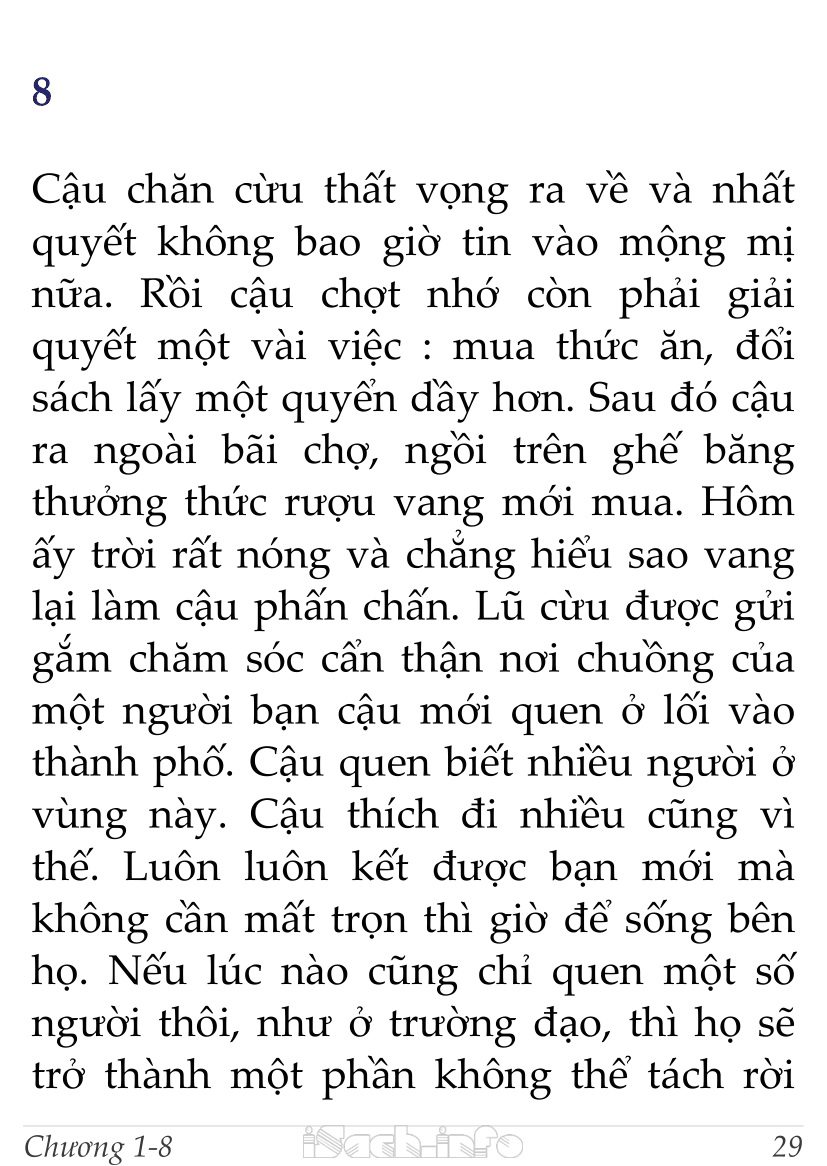 8
Cậu chăn cừu thất vọng ra về và nhất
quyết không bao giờ tin vào mộng mị
nữa. Rồi cậu chợt nhớ còn phải giải
quyết một vài việc : mua thức ăn, đổi
sách lấy một quyển dầy hơn. Sau đó cậu
ra ngoài bãi chợ, ngồi trên ghế băng
thưởng thức rượu vang mới mua. Hôm
ấy trời rất nóng và chẳng hiểu sao vang
lại làm cậu phấn chấn. Lũ cừu được gửi
gắm chăm sóc cẩn thận nơi chuồng của
một người bạn cậu mới quen ở lối vào
thành phố. Cậu quen biết nhiều người ở
vùng này. Cậu thích đi nhiều cũng vì
thế. Luôn luôn kết được bạn mới mà
không cần mất trọn thì giờ để sống bên
họ. Nếu lúc nào cũng chỉ quen một số
người thôi, như ở trường đạo, thì họ sẽ
trở thành một phần không thể tách rời
Chương 1-8 iSach.info 29